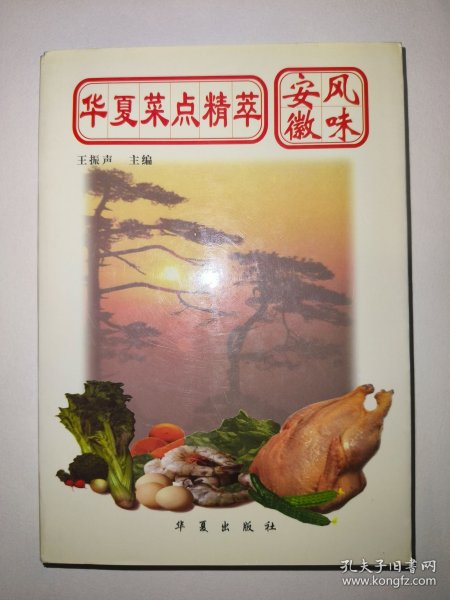 华夏菜点精萃
安徽
风味
王振声 主编
华夏出版社
孔夫子旧书网
www.kongfz.com